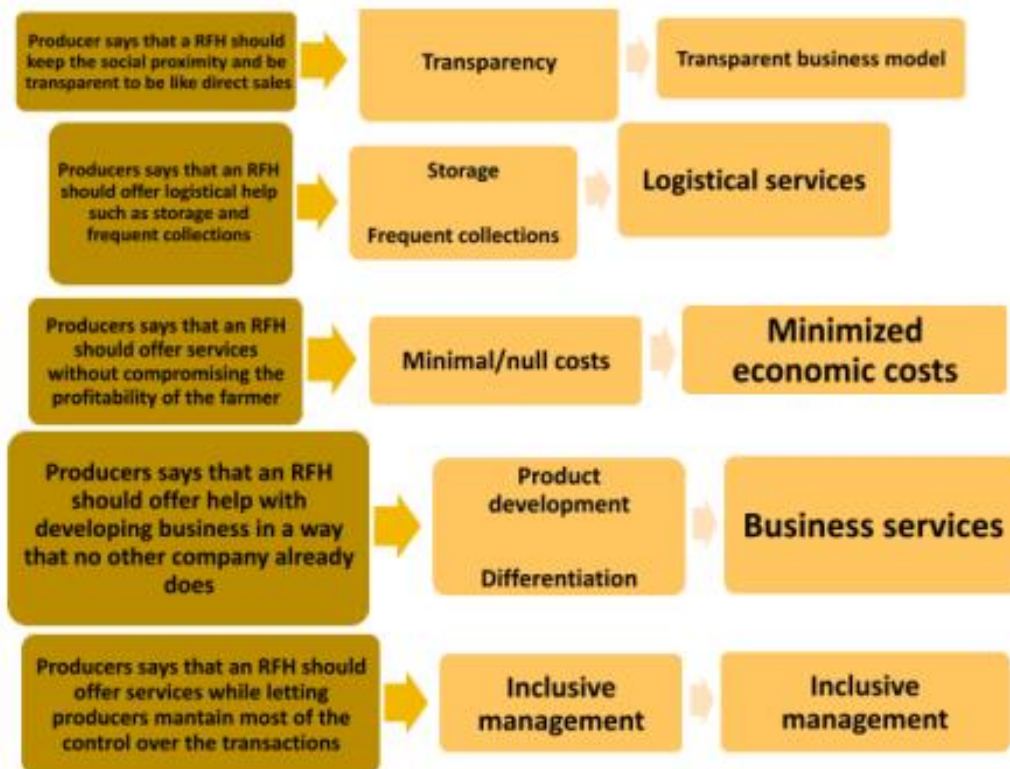 Producer says that a RFH should
keep the social proximity and be
transparent to be like direct sales
Transparency
Transparent business model
Producers says that an RFH
should offer logistical help
such as storage and
frequent collections
Storage
Frequent collections
Logistical services
Producers says that an RFH
should offer services
without compromising the
profitability of the farmer
Minimal/null costs
Minimized
economic costs
Producers says that an RFH
should offer help with
developing business in a way
that no other company already
does
Product
development
Differentiation
Business services
Producers says that an RFH should
offer services while letting
producers mantain most of the
control over the transactions
Inclusive
management
Inclusive
management